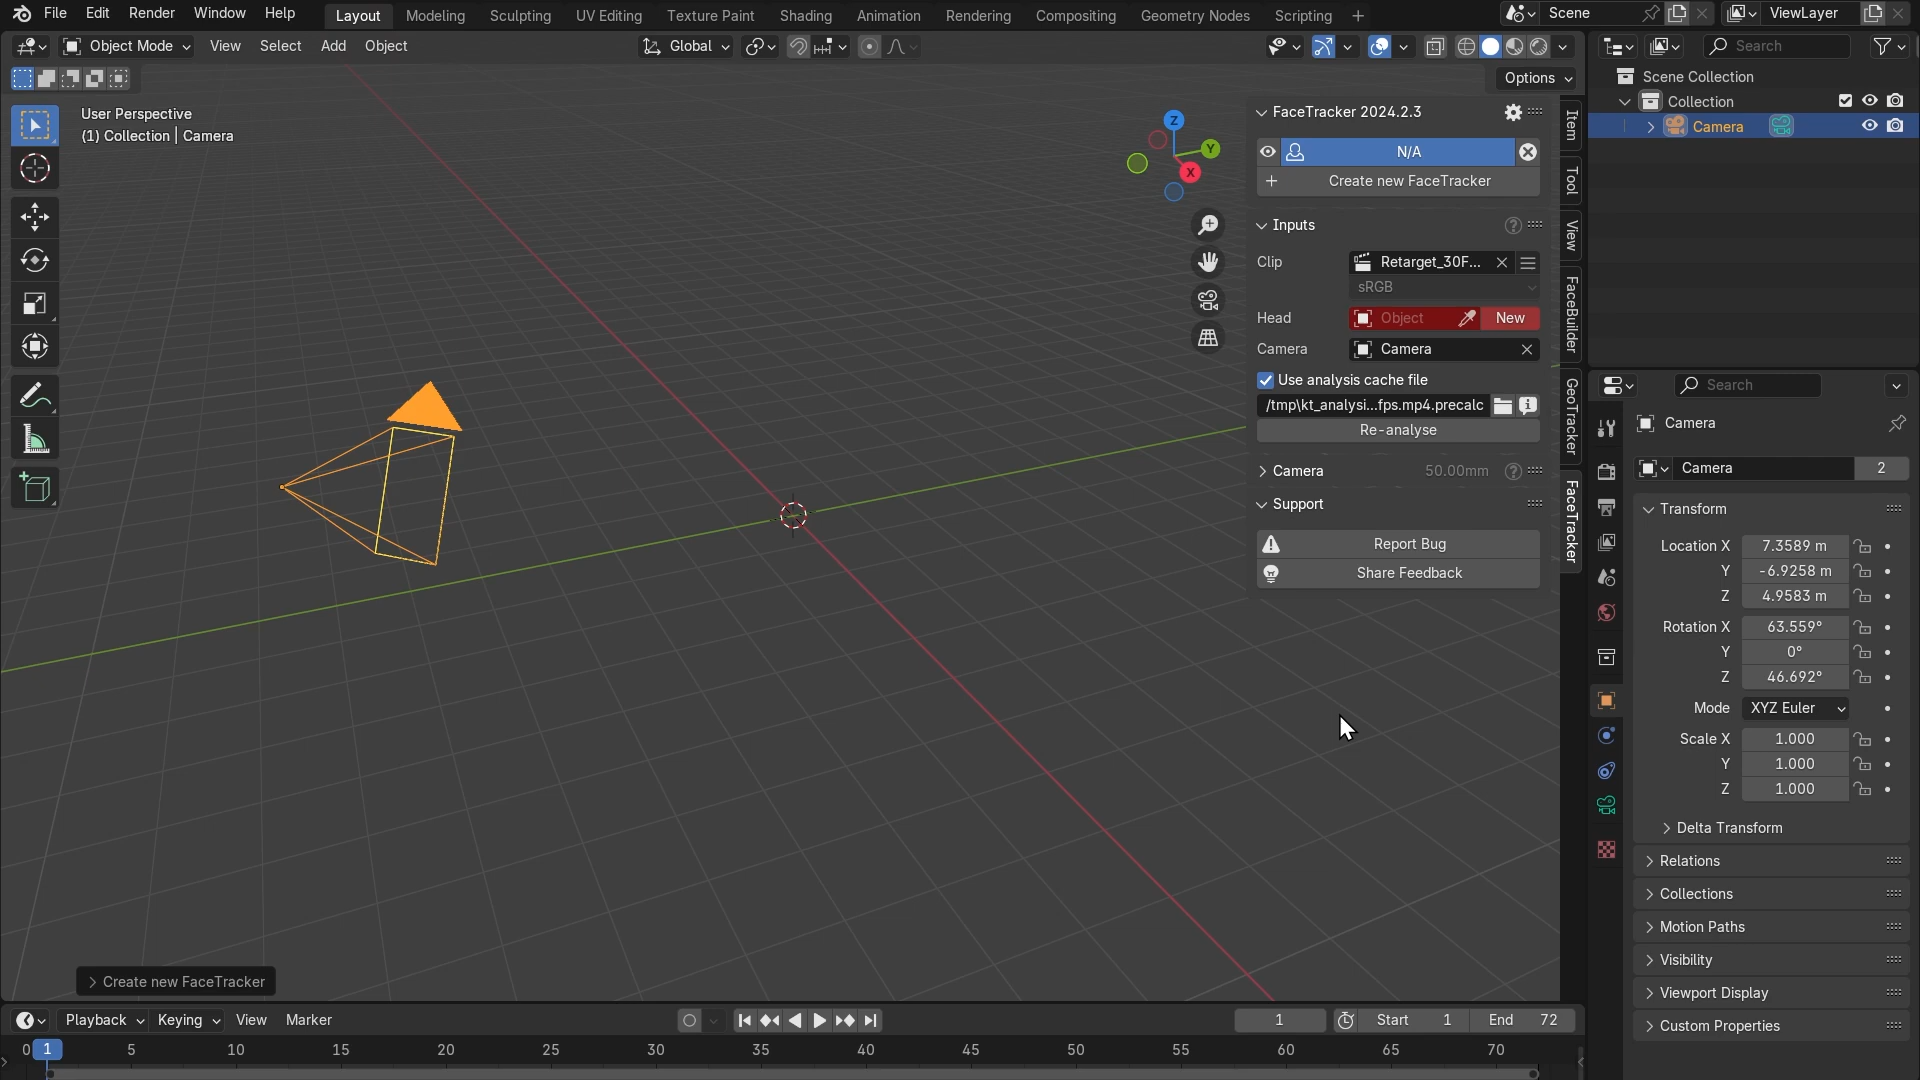 File Edit Render Window Help Layout Modeling Sculpting UV Editing Texture Paint Shading Animation Rendering Compositing Geometry Nodes Scripting + Scene ViewLayer
Object Mode View Select Add Object Global Search
Options
User Perspective
(1) Collection | Camera
Z
Y
X
FaceTracker 2024.2.3
N/A
Create new FaceTracker
Inputs
Clip Retarget_30F...
sRGB
Head Object New
Camera Camera
Use analysis cache file
/tmp\kt_analysi...fps.mp4.precalc
Re-analyse
Camera 50.00mm
Support
Report Bug
Share Feedback
Item
Tool
View
FaceBuilder
GeoTracker
FaceTracker
Scene Collection
Collection
Camera
Search
Camera
Camera 2
Transform
Location X 7.3589 m
Y -6.9258 m
Z 4.9583 m
Rotation X 63.559°
Y 0°
Z 46.692°
Mode XYZ Euler
Scale X 1.000
Y 1.000
Z 1.000
Delta Transform
Relations
Collections
Motion Paths
Visibility
Viewport Display
Custom Properties
Create new FaceTracker
Playback Keying View Marker 1 Start 1 End 72
0 1 5 10 15 20 25 30 35 40 45 50 55 60 65 70